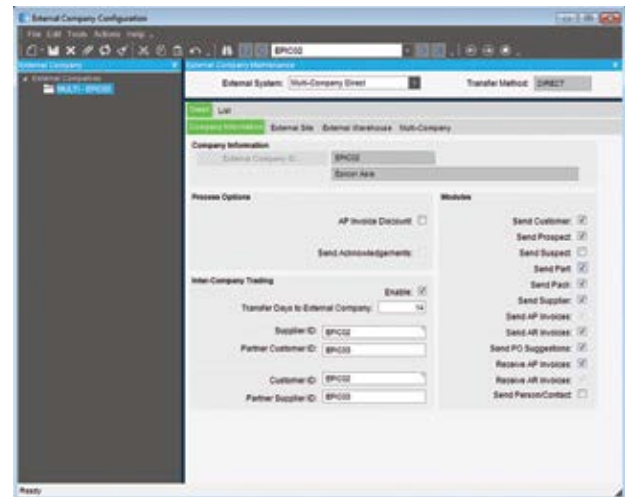 External Company Configuration
File Edit Tools Actions Help
EPIC02
External Company
External Company Maintenance
External Companies
MULTI - EPIC02
External System: Multi-Company Direct
Transfer Method: DIRECT
Detail List
Company Information External Site External Warehouse Multi-Company
Company Information
External Company ID... EPIC02
Epicor Asia
Process Options
AP Invoice Discount:
Send Acknowledgements:
Inter-Company Trading
Enable:
Transfer Days to External Company: 14
Supplier ID: EPIC02
Partner Customer ID: EPIC03
Customer ID: EPIC02
Partner Supplier ID: EPIC03
Modules
Send Customer:
Send Prospect:
Send Suspect:
Send Part:
Send Pack:
Send Supplier:
Send AP Invoices:
Send AR Invoices:
Send PO Suggestions:
Receive AP Invoices:
Receive AR Invoices:
Send Person/Contact:
Ready